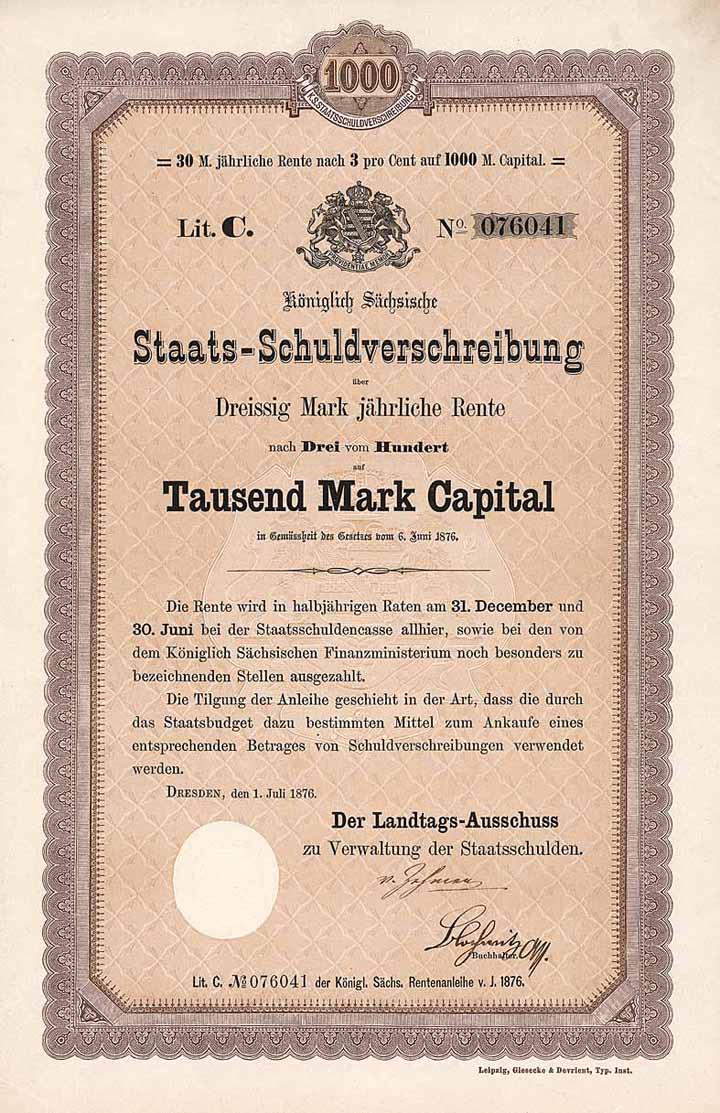 1000
K.S. STAATSSCHULDVERSCHREIBUNG
= 30 M. jährliche Rente nach 3 pro Cent auf 1000 M. Capital. =
Lit. C.
No. 076041
PROVIDENTIAE MEMOR
Königlich Sächsische
Staats-Schuldverschreibung
über
Dreissig Mark jährliche Rente
nach Drei vom Hundert
auf
Tausend Mark Capital
in Gemässheit des Gesetzes vom 6. Juni 1876.
Die Rente wird in halbjährigen Raten am 31. December und
30. Juni bei der Staatsschuldencasse allhier, sowie bei den von
dem Königlich Sächsischen Finanzministerium noch besonders zu
bezeichnenden Stellen ausgezahlt.
Die Tilgung der Anleihe geschieht in der Art, dass die durch
das Staatsbudget dazu bestimmten Mittel zum Ankaufe eines
entsprechenden Betrages von Schuldverschreibungen verwendet
werden.
DRESDEN, den 1. Juli 1876.
Der Landtags-Ausschuss
zu Verwaltung der Staatsschulden.
v. Zehmen
Buchhalter.
Lit. C. No 076041 der Königl. Sächs. Rentenanleihe v. J. 1876.
Leipzig, Giesecke & Devrient, Typ. Inst.